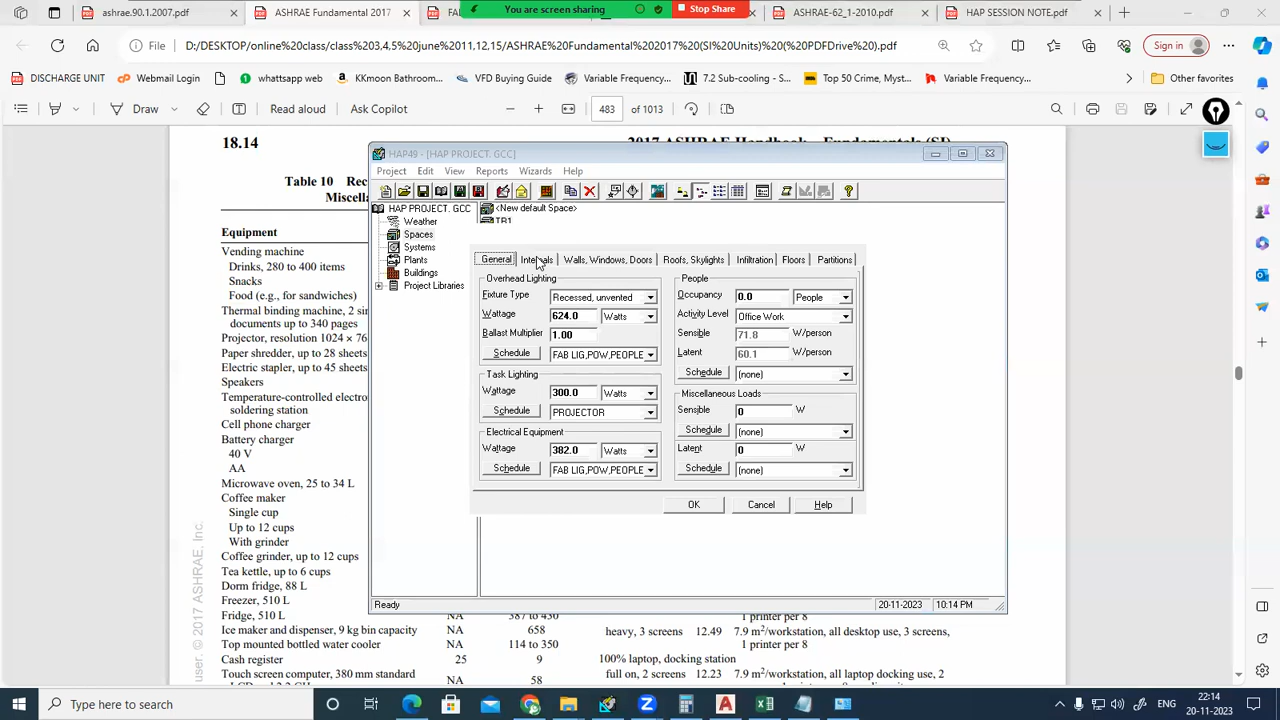 ashrae.90.1.2007.pdf
ASHRAE Fundamental 2017
FA
You are screen sharing
Stop Share
ASHRAE-62_1-2010.pdf
HAP SESSION NOTE.pdf
File
D:/DESKTOP/online%20class/class%203,4,5%20june%2011,12.15/ASHRAE%20Fundamental%202017%20(SI%20Units)%20(%20PDFDrive%20).pdf
Sign in
DISCHARGE UNIT
Webmail Login
whattsapp web
KKmoon Bathroom...
VFD Buying Guide
Variable Frequency...
7.2 Sub-cooling - S...
Top 50 Crime, Myst...
Variable Frequency...
Other favorites
Draw
Read aloud
Ask Copilot
483 of 1013
18.14
2017 ASHRAE Handbook—Fundamentals (SI)
Table 10 Rec
Miscella
Equipment
Vending machine
Drinks, 280 to 400 items
Snacks
Food (e.g., for sandwiches)
Thermal binding machine, 2 sin
documents up to 340 pages
Projector, resolution 1024 × 76
Paper shredder, up to 28 sheets
Electric stapler, up to 45 sheets
Speakers
Temperature-controlled electro
soldering station
Cell phone charger
Battery charger
40 V
AA
Microwave oven, 25 to 34 L
Coffee maker
Single cup
Up to 12 cups
With grinder
Coffee grinder, up to 12 cups
Tea kettle, up to 6 cups
Dorm fridge, 88 L
Freezer, 510 L
Fridge, 510 L NA 387 to 430 1 printer per 8
Ice maker and dispenser, 9 kg bin capacity NA 658 heavy, 3 screens 12.49 7.9 m²/workstation, all desktop use, 3 screens,
Top mounted bottled water cooler NA 114 to 350 1 printer per 8
Cash register 25 9 100% laptop, docking station
Touch screen computer, 380 mm standard NA 58 full on, 2 screens 12.23 7.9 m²/workstation, all laptop docking use, 2
user. © 2017 ASHRAE, Inc.
HAP49 - [HAP PROJECT. GCC]
Project Edit View Reports Wizards Help
HAP PROJECT. GCC
Weather
Spaces
Systems
Plants
Buildings
Project Libraries
<New default Space>
TR1
General Internals Walls, Windows, Doors Roofs, Skylights Infiltration Floors Partitions
Overhead Lighting
Fixture Type Recessed, unvented
Wattage 624.0 Watts
Ballast Multiplier 1.00
Schedule FAB LIG,POW,PEOPLE
Task Lighting
Wattage 300.0 Watts
Schedule PROJECTOR
Electrical Equipment
Wattage 382.0 Watts
Schedule FAB LIG,POW,PEOPLE
People
Occupancy 0.0 People
Activity Level Office Work
Sensible 71.8 W/person
Latent 60.1 W/person
Schedule (none)
Miscellaneous Loads
Sensible 0 W
Schedule (none)
Latent 0 W
Schedule (none)
OK Cancel Help
Ready
20-11-2023 10:14 PM
Type here to search
ENG
22:14
20-11-2023